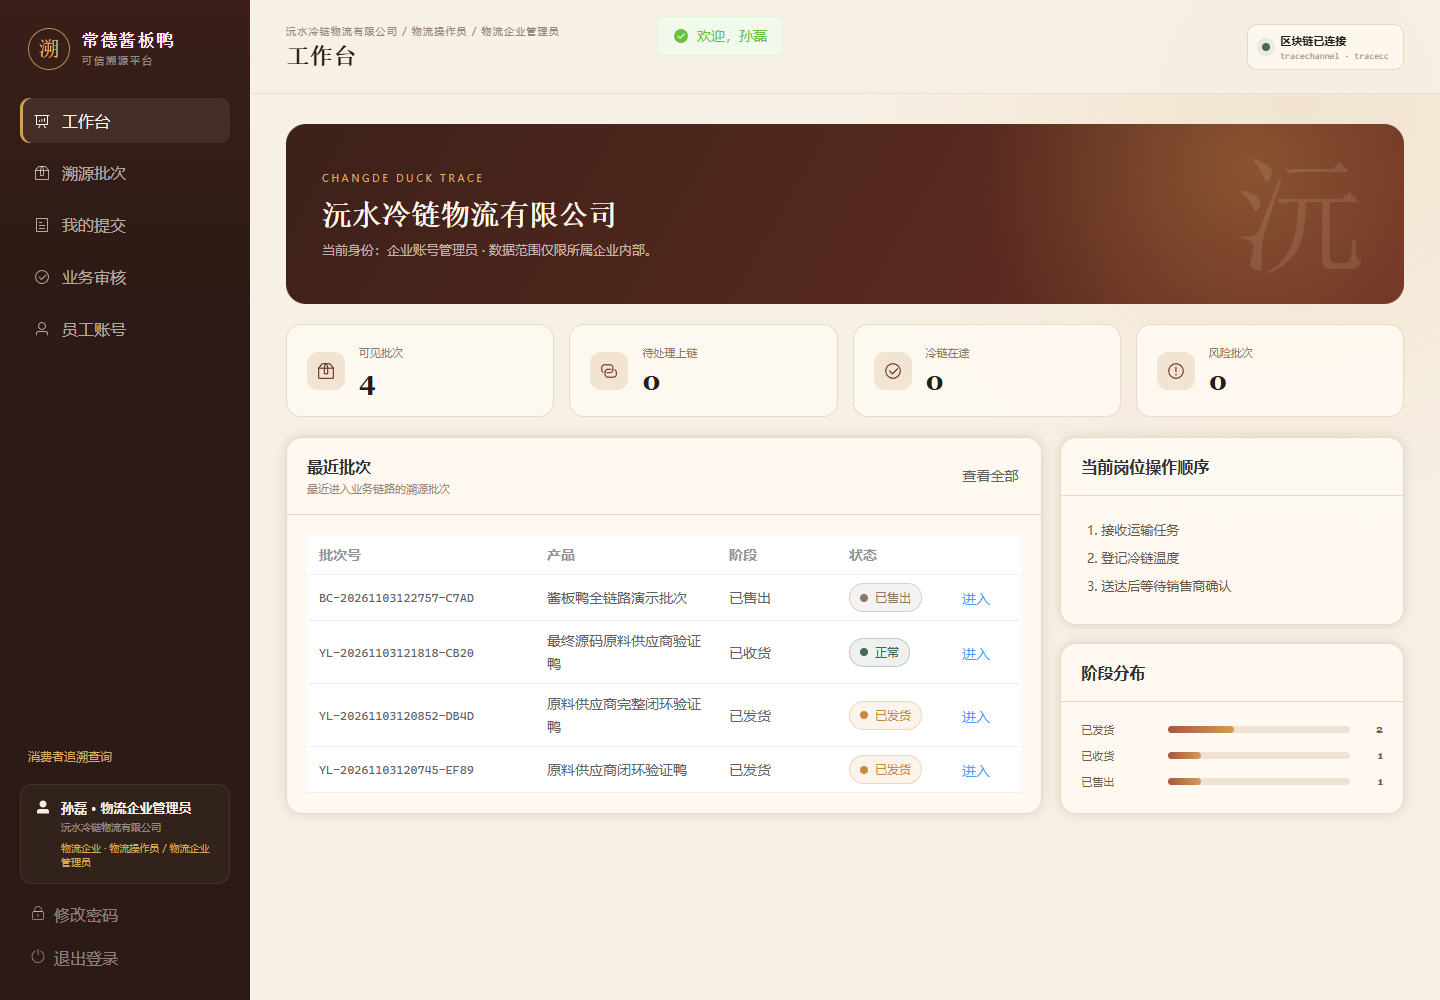 溯
常德酱板鸭
可信溯源平台
工作台
溯源批次
我的提交
业务审核
员工账号
消费者追溯查询
孙磊 • 物流企业管理员
沅水冷链物流有限公司
物流企业 · 物流操作员 / 物流企业
管理员
修改密码
退出登录
沅水冷链物流有限公司 / 物流操作员 / 物流企业管理员
工作台
欢迎，孙磊
区块链已连接
tracechannel · tracecc
CHANGDE DUCK TRACE
沅水冷链物流有限公司
当前身份：企业账号管理员 · 数据范围仅限所属企业内部。
沅
可见批次
4
待处理上链
0
冷链在途
0
风险批次
0
最近批次
最近进入业务链路的溯源批次
查看全部
批次号 产品 阶段 状态
BC-20261103122757-C7AD 酱板鸭全链路演示批次 已售出 已售出 进入
YL-20261103121818-CB20 最终源码原料供应商验证 已收货 正常 进入
鸭
YL-20261103120852-DB4D 原料供应商完整闭环验证 已发货 已发货 进入
鸭
YL-20261103120745-EF89 原料供应商闭环验证鸭 已发货 已发货 进入
当前岗位操作顺序
1. 接收运输任务
2. 登记冷链温度
3. 送达后等待销售商确认
阶段分布
已发货 2
已收货 1
已售出 1